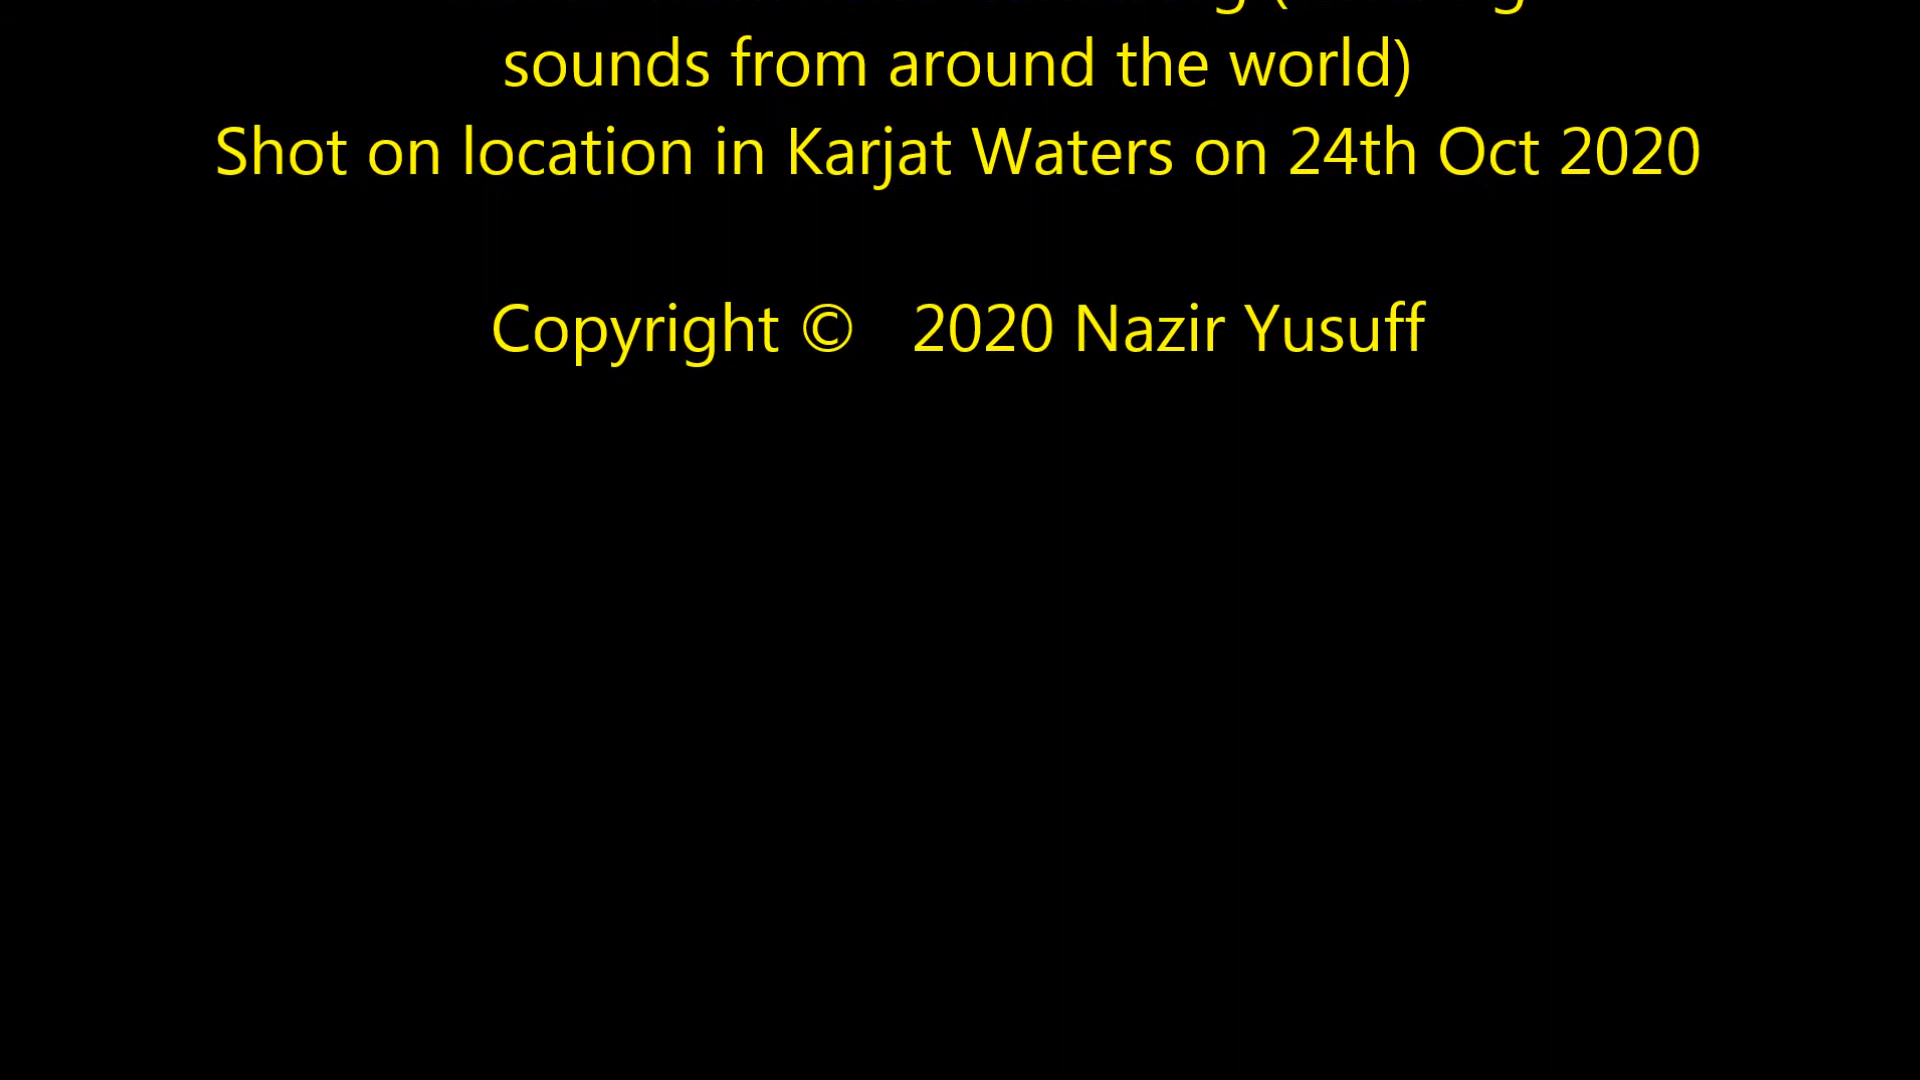 sounds from around the world)
Shot on location in Karjat Waters on 24th Oct 2020
Copyright © 2020 Nazir Yusuff